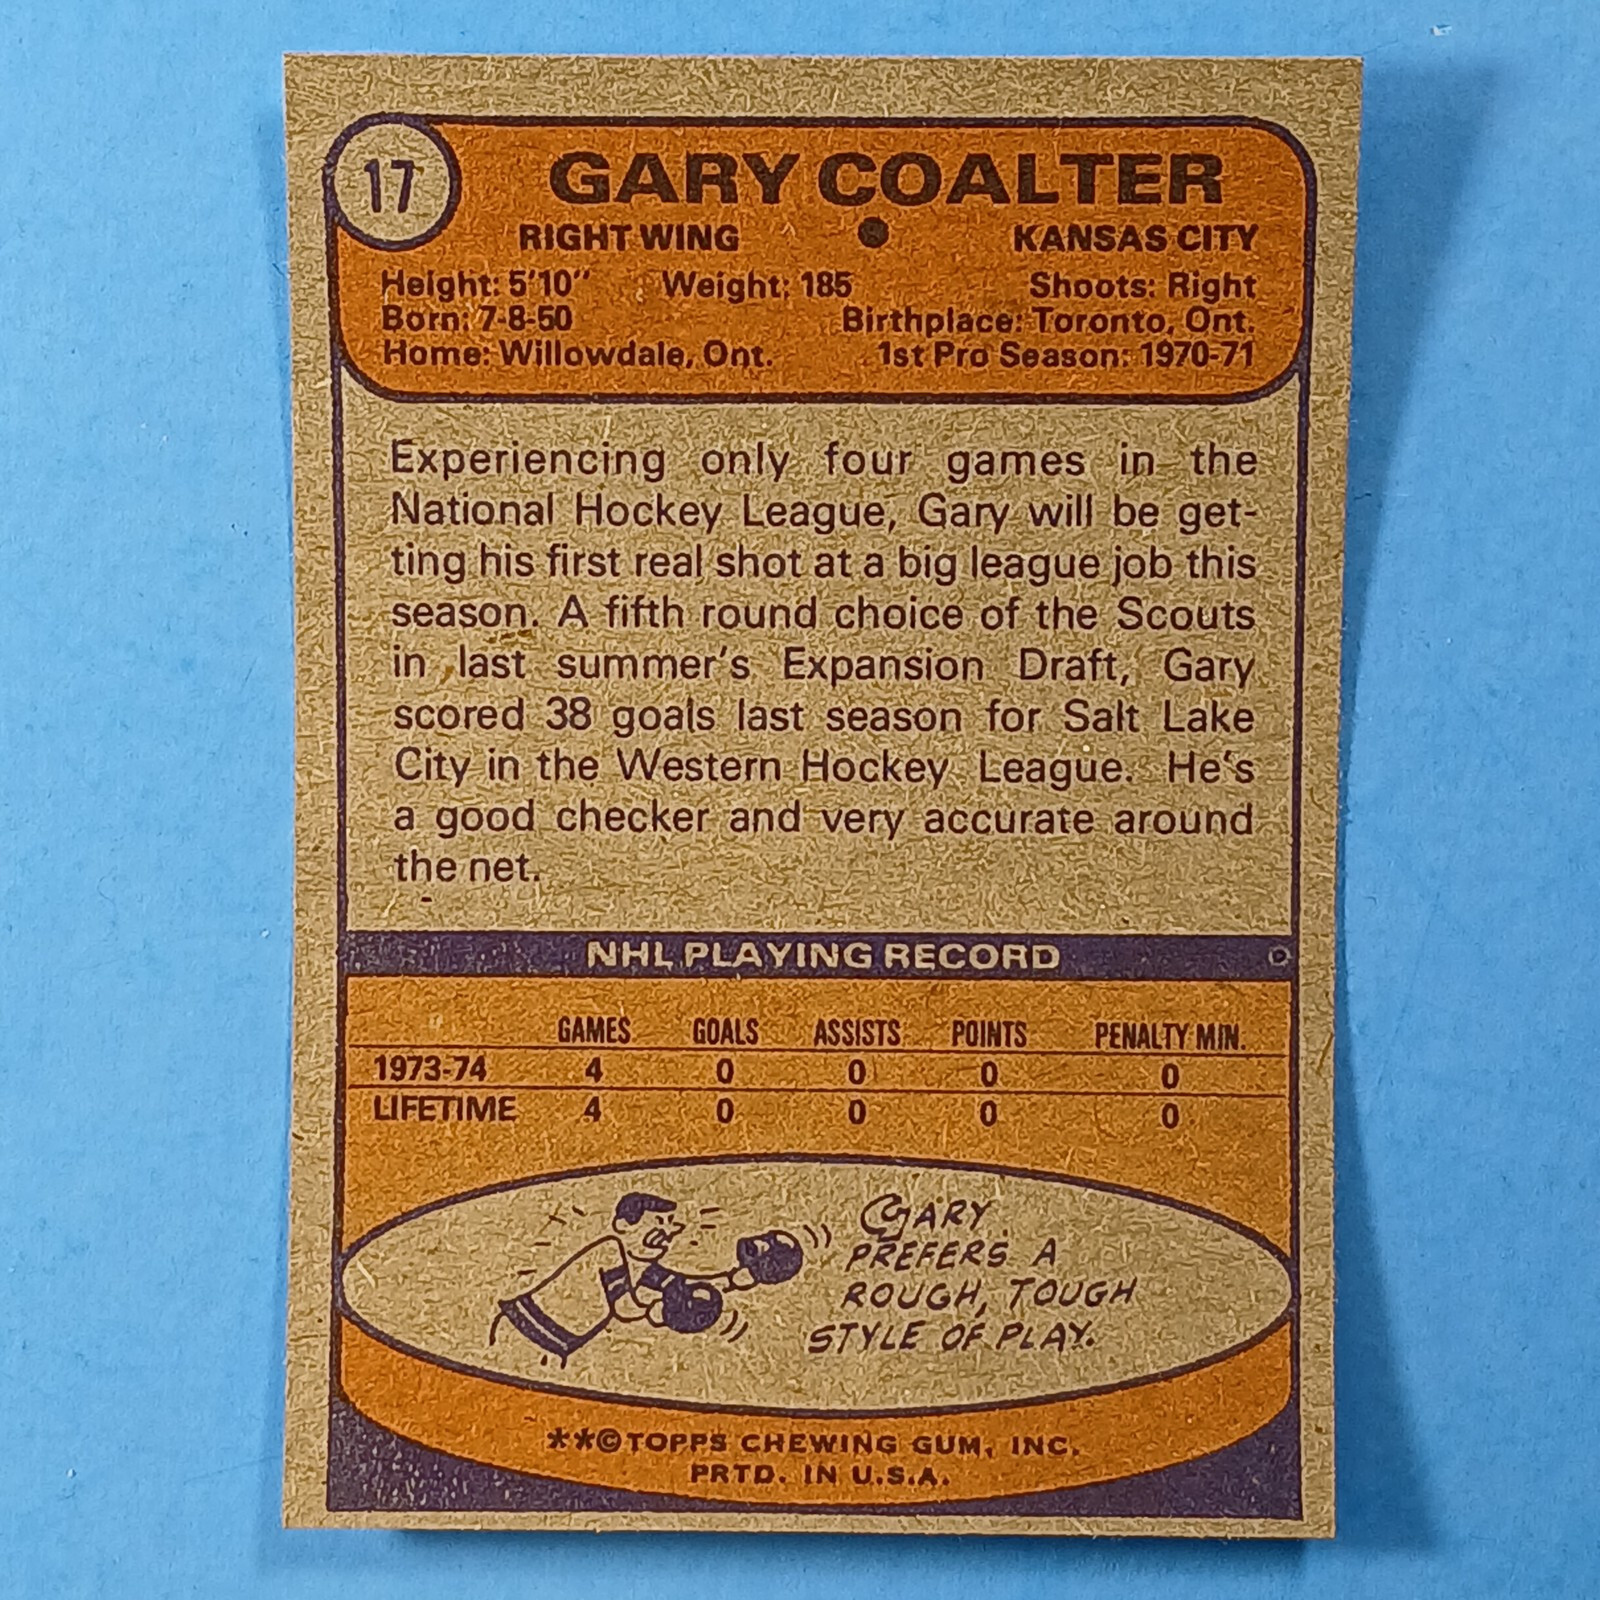 17
GARY COALTER
RIGHT WING • KANSAS CITY
Height: 5'10" Weight: 185 Shoots: Right
Born: 7-8-50 Birthplace: Toronto, Ont.
Home: Willowdale, Ont. 1st Pro Season: 1970-71
Experiencing only four games in the
National Hockey League, Gary will be get-
ting his first real shot at a big league job this
season. A fifth round choice of the Scouts
in last summer's Expansion Draft, Gary
scored 38 goals last season for Salt Lake
City in the Western Hockey League. He's
a good checker and very accurate around
the net.
NHL PLAYING RECORD
GAMES GOALS ASSISTS POINTS PENALTY MIN.
1973-74 4 0 0 0 0
LIFETIME 4 0 0 0 0
GARY
PREFERS A
ROUGH, TOUGH
STYLE OF PLAY.
**© TOPPS CHEWING GUM, INC.
PRTD. IN U.S.A.